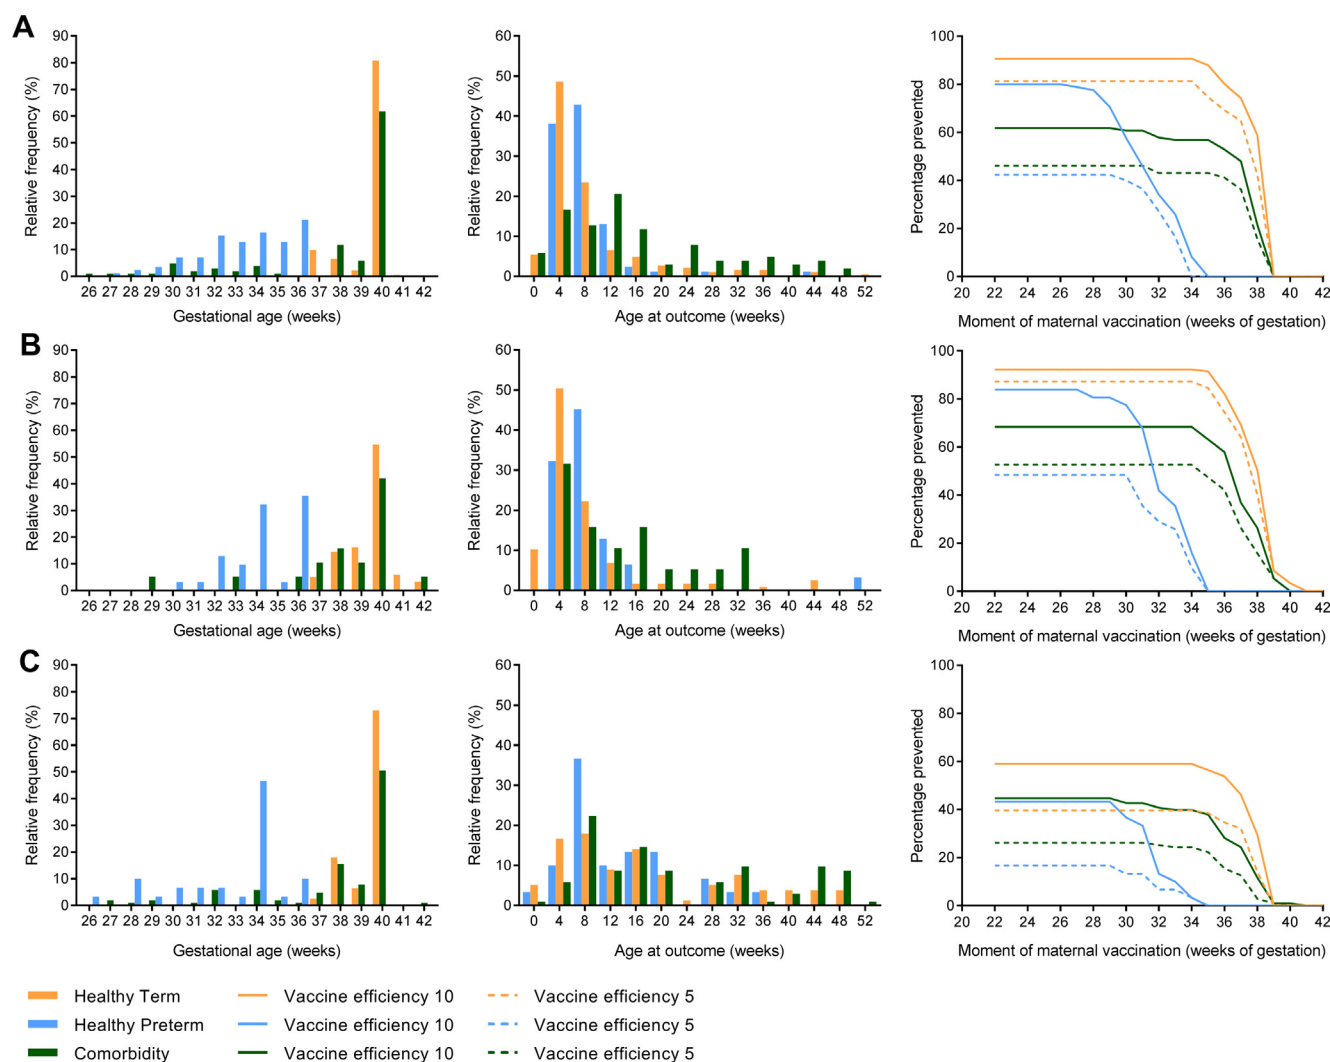 A
Relative frequency (%)
90
80
70
60
50
40
30
20
10
0
26 27 28 29 30 31 32 33 34 35 36 37 38 39 40 41 42
Gestational age (weeks)
Relative frequency (%)
60
50
40
30
20
10
0
0 4 8 12 16 20 24 28 32 36 40 44 48 52
Age at outcome (weeks)
Percentage prevented
100
80
60
40
20
0
20 22 24 26 28 30 32 34 36 38 40 42
Moment of maternal vaccination (weeks of gestation)
B
Relative frequency (%)
90
80
70
60
50
40
30
20
10
0
26 27 28 29 30 31 32 33 34 35 36 37 38 39 40 41 42
Gestational age (weeks)
Relative frequency (%)
60
50
40
30
20
10
0
0 4 8 12 16 20 24 28 32 36 40 44 48 52
Age at outcome (weeks)
Percentage prevented
100
80
60
40
20
0
20 22 24 26 28 30 32 34 36 38 40 42
Moment of maternal vaccination (weeks of gestation)
C
Relative frequency (%)
90
80
70
60
50
40
30
20
10
0
26 27 28 29 30 31 32 33 34 35 36 37 38 39 40 41 42
Gestational age (weeks)
Relative frequency (%)
60
50
40
30
20
10
0
0 4 8 12 16 20 24 28 32 36 40 44 48 52
Age at outcome (weeks)
Percentage prevented
100
80
60
40
20
0
20 22 24 26 28 30 32 34 36 38 40 42
Moment of maternal vaccination (weeks of gestation)
Healthy Term Vaccine efficiency 10 Vaccine efficiency 5
Healthy Preterm Vaccine efficiency 10 Vaccine efficiency 5
Comorbidity Vaccine efficiency 10 Vaccine efficiency 5